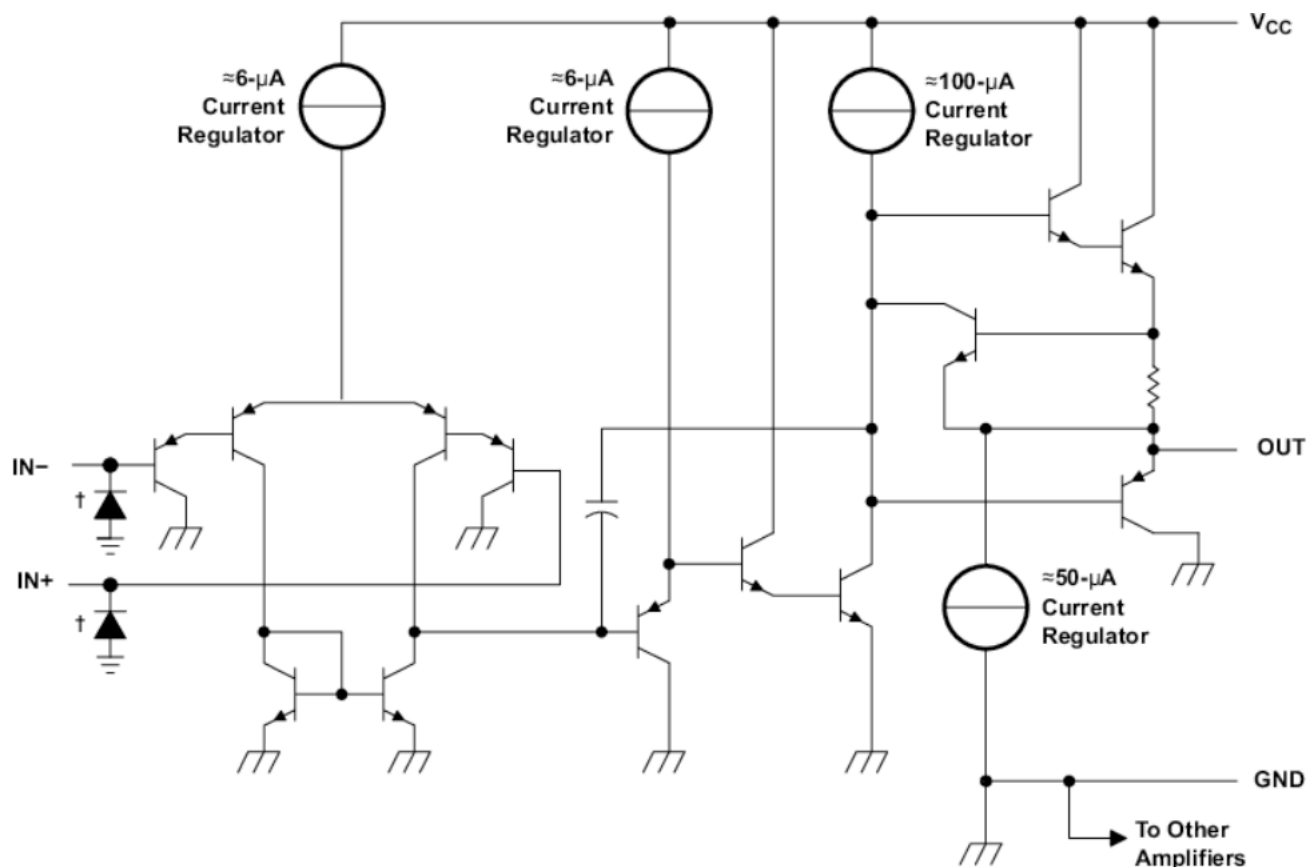 V_CC
≈6-μA
Current
Regulator
≈6-μA
Current
Regulator
≈100-μA
Current
Regulator
IN−
†
OUT
IN+
†
≈50-μA
Current
Regulator
GND
To Other
Amplifiers